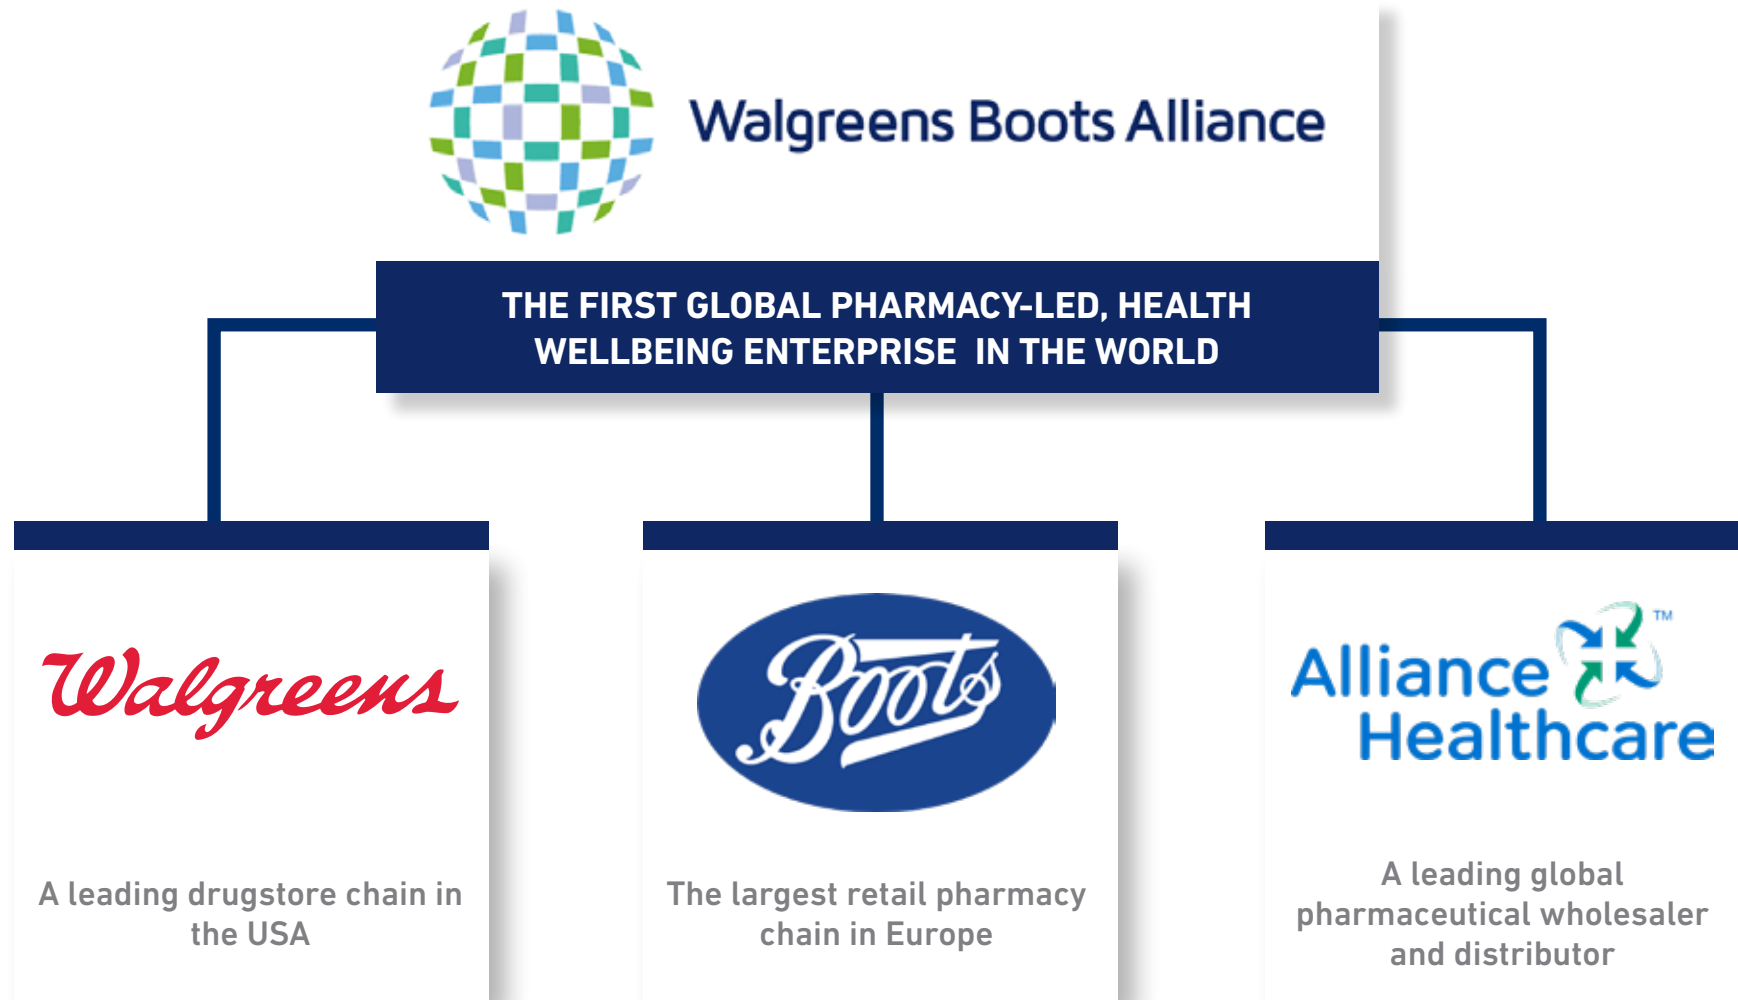 Walgreens Boots Alliance
THE FIRST GLOBAL PHARMACY-LED, HEALTH
WELLBEING ENTERPRISE IN THE WORLD
Walgreens
A leading drugstore chain in
the USA
Boots
The largest retail pharmacy
chain in Europe
Alliance TM
Healthcare
A leading global
pharmaceutical wholesaler
and distributor